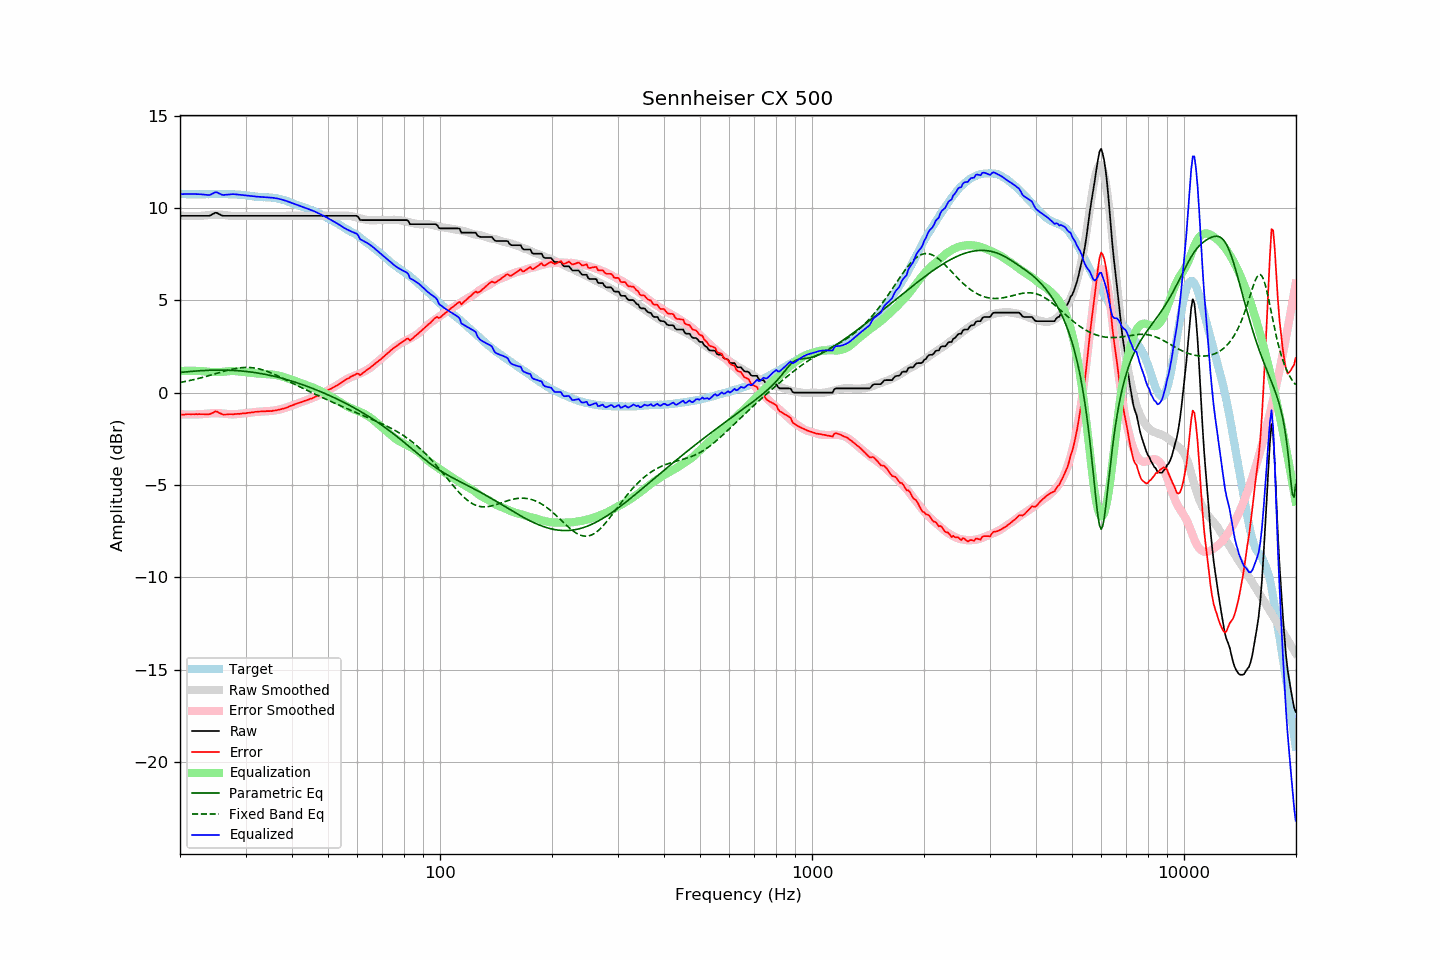 Sennheiser CX 500
15
10
5
0
−5
−10
−15
−20
Amplitude (dBr)
Target
Raw Smoothed
Error Smoothed
Raw
Error
Equalization
Parametric Eq
Fixed Band Eq
Equalized
100
1000
10000
Frequency (Hz)